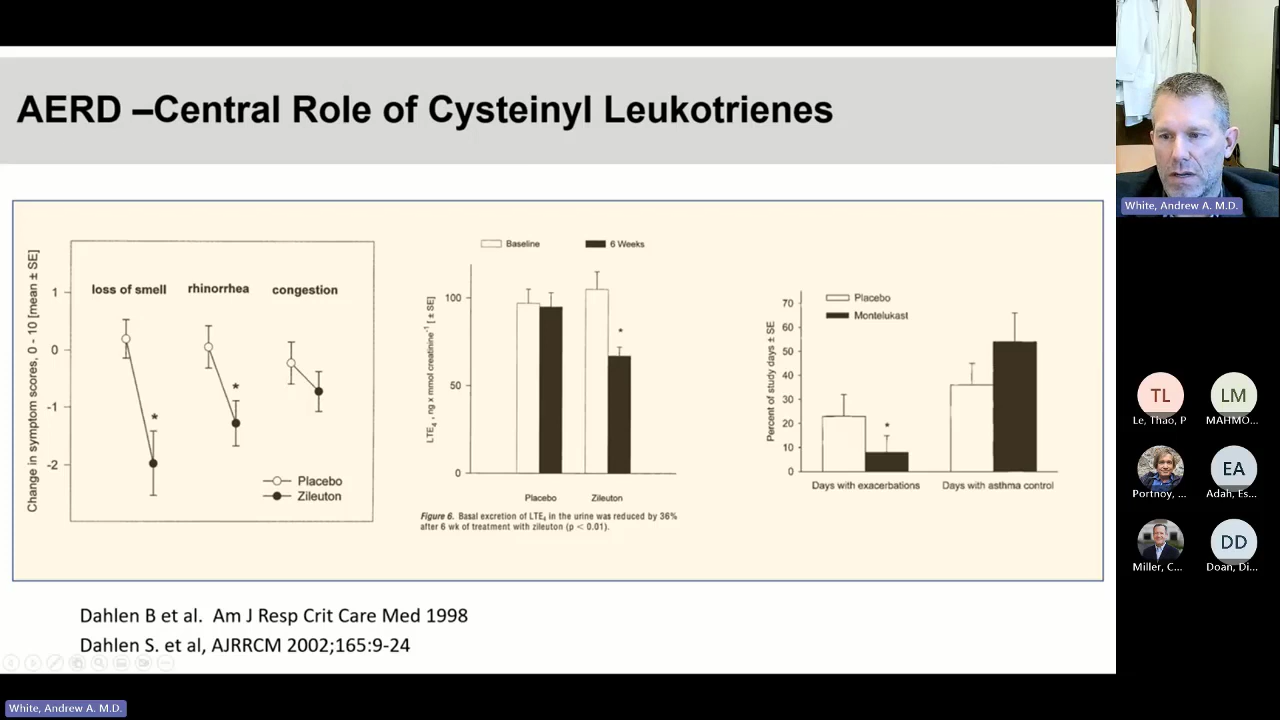 AERD –Central Role of Cysteinyl Leukotrienes
Change in symptom scores, 0 - 10 [mean ± SE]
1
0
-1
-2
loss of smell
rhinorrhea
congestion
*
*
Placebo
Zileuton
Baseline
6 Weeks
LTE4 , ng x mmol creatinine-1 [ ± SE]
100
50
0
*
Placebo
Zileuton
Figure 6. Basal excretion of LTE4 in the urine was reduced by 36%
after 6 wk of treatment with zileuton (p < 0.01).
Placebo
Montelukast
Percent of study days ± SE
70
60
50
40
30
20
10
0
*
Days with exacerbations
Days with asthma control
Dahlen B et al. Am J Resp Crit Care Med 1998
Dahlen S. et al, AJRRCM 2002;165:9-24
White, Andrew A. M.D.
White, Andrew A. M.D.
TL
LM
Le, Thao, P
MAHMO...
EA
Portnoy, ...
Adah, Es...
DD
Miller, C...
Doan, Di...